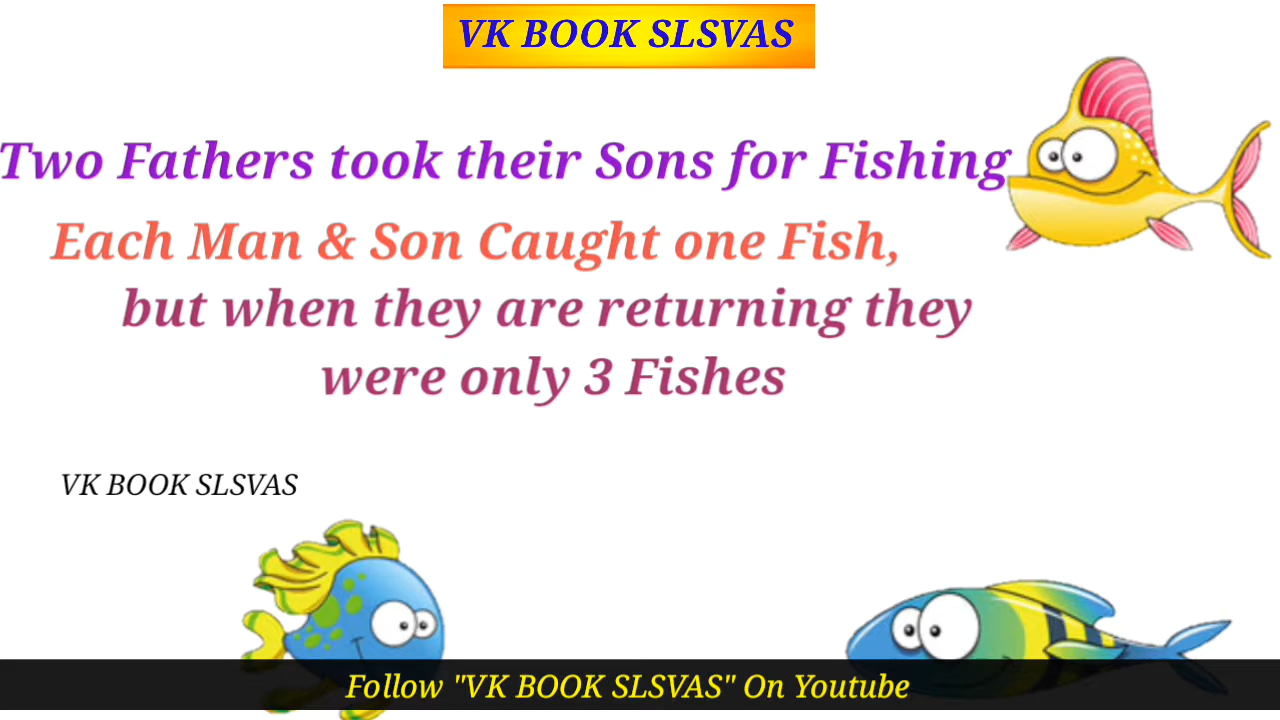 VK BOOK SLSVAS
Two Fathers took their Sons for Fishing
Each Man & Son Caught one Fish,
but when they are returning they
were only 3 Fishes
VK BOOK SLSVAS
Follow "VK BOOK SLSVAS" On Youtube